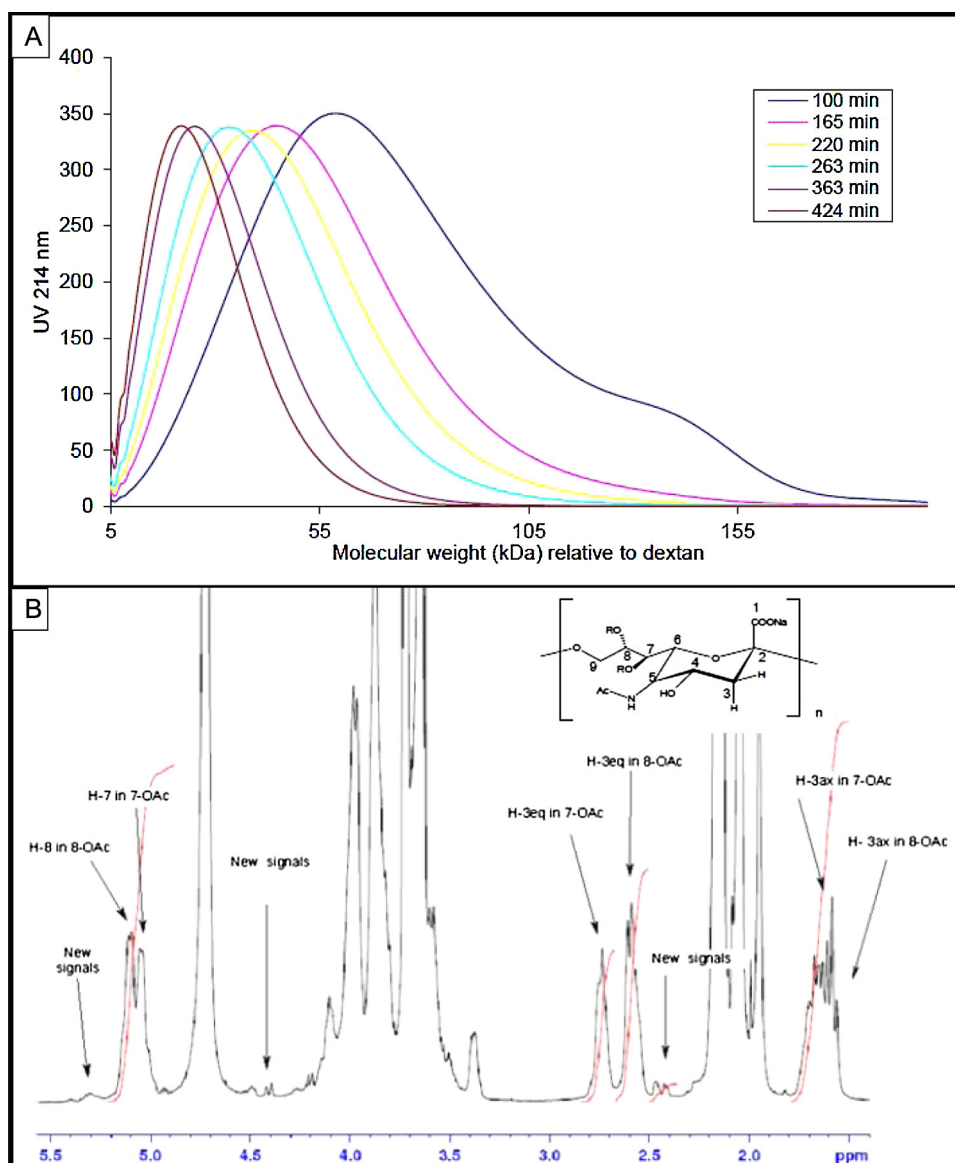 A
400
350
300
250
200
150
100
50
0
UV 214 nm
5
55
105
155
Molecular weight (kDa) relative to dextan
100 min
165 min
220 min
263 min
363 min
424 min
B
1
COONa
RO
6
O
7
8
O
2
9
RO
4
H
5
Ac
N
H
HO
3
H
n
H-3eq in 8-OAc
H-7 in 7-OAc
H-3ax in 7-OAc
H-3eq in 7-OAc
H-8 in 8-OAc
H- 3ax in 8-OAc
New signals
New
signals
New signals
5.5
5.0
4.5
4.0
3.5
3.0
2.5
2.0
ppm